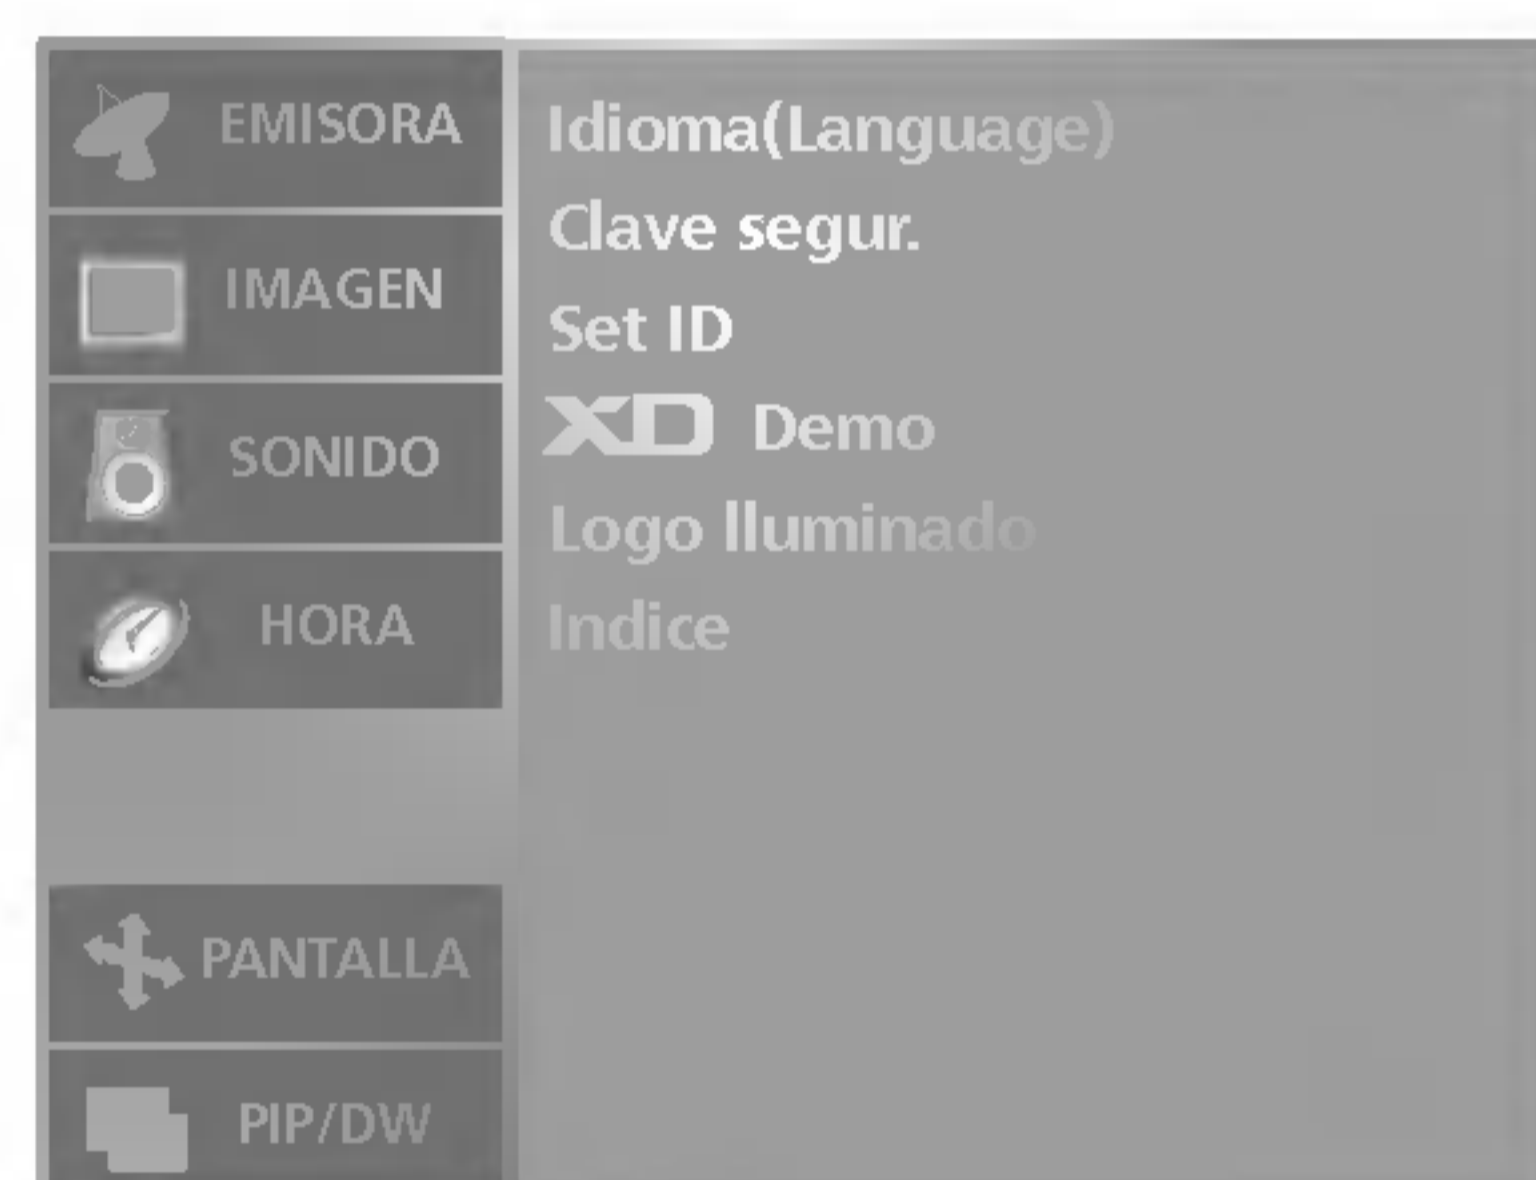 EMISORA
IMAGEN
SONIDO
HORA
PANTALLA
PIP/DW
Idioma(Language)
Clave segur.
Set ID
XD Demo
Logo Iluminado
Indice